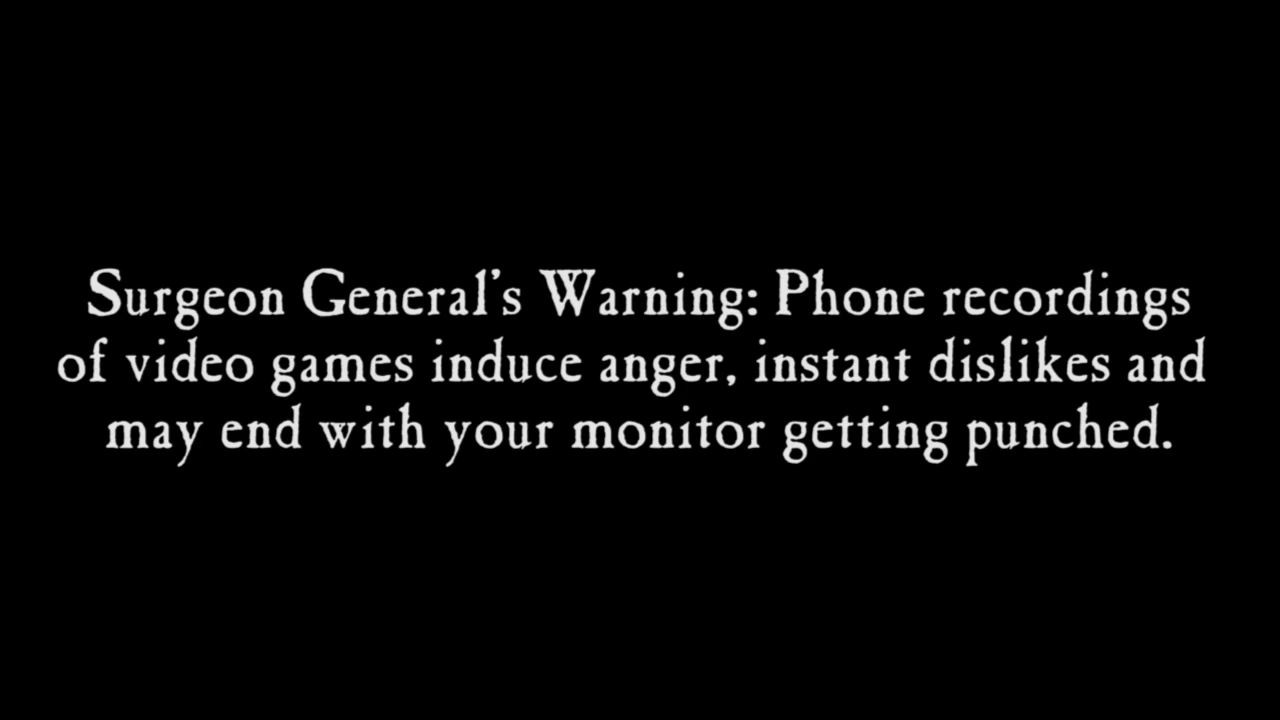 Surgeon General's Warning: Phone recordings
of video games induce anger, instant dislikes and
may end with your monitor getting punched.